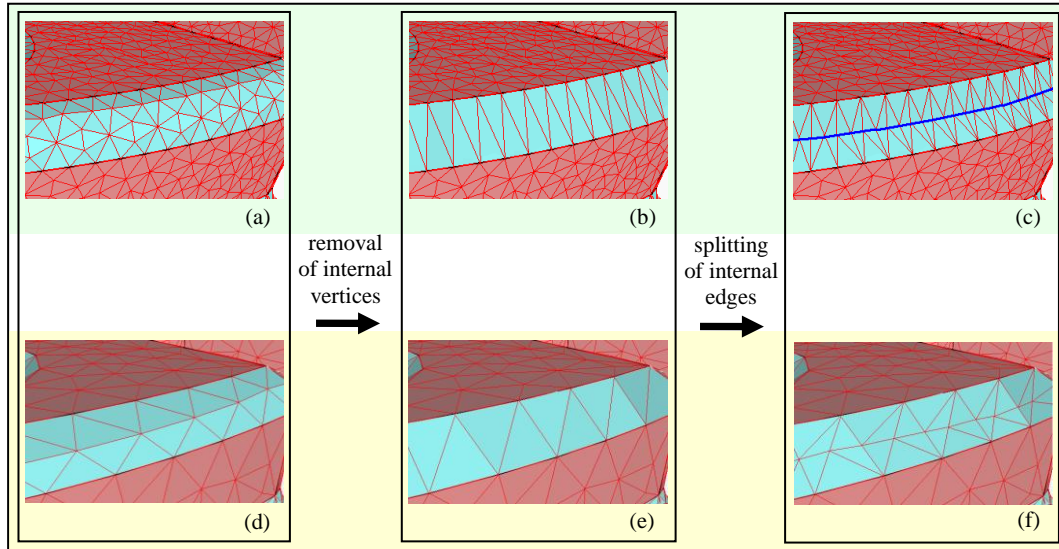 (a)
(b)
(c)
removal
of internal
vertices
splitting
of internal
edges
(d)
(e)
(f)